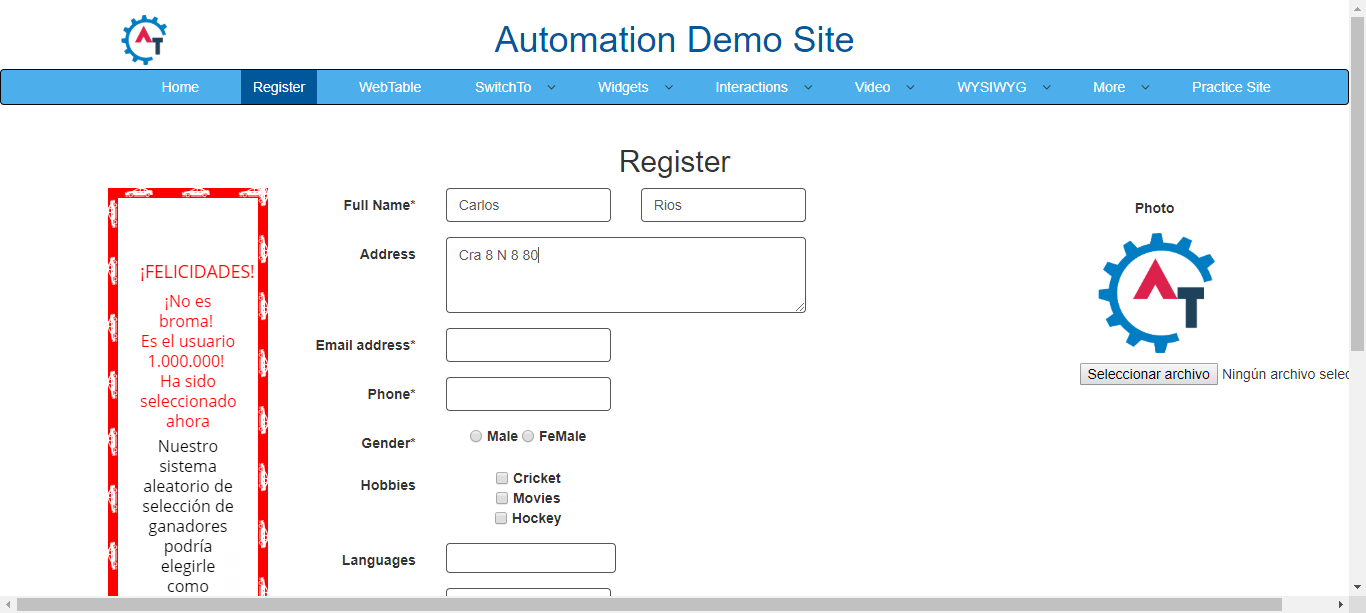 Automation Demo Site
Home Register WebTable SwitchTo Widgets Interactions Video WYSIWYG More Practice Site
Register
¡FELICIDADES!
¡No es
broma!
Es el usuario
1.000.000!
Ha sido
seleccionado
ahora
Nuestro
sistema
aleatorio de
selección de
ganadores
podría
elegirle
como
Full Name* Carlos Rios
Address Cra 8 N 8 80
Email address*
Phone*
Gender* Male FeMale
Hobbies Cricket
Movies
Hockey
Languages
Photo
AT
Seleccionar archivo Ningún archivo selec